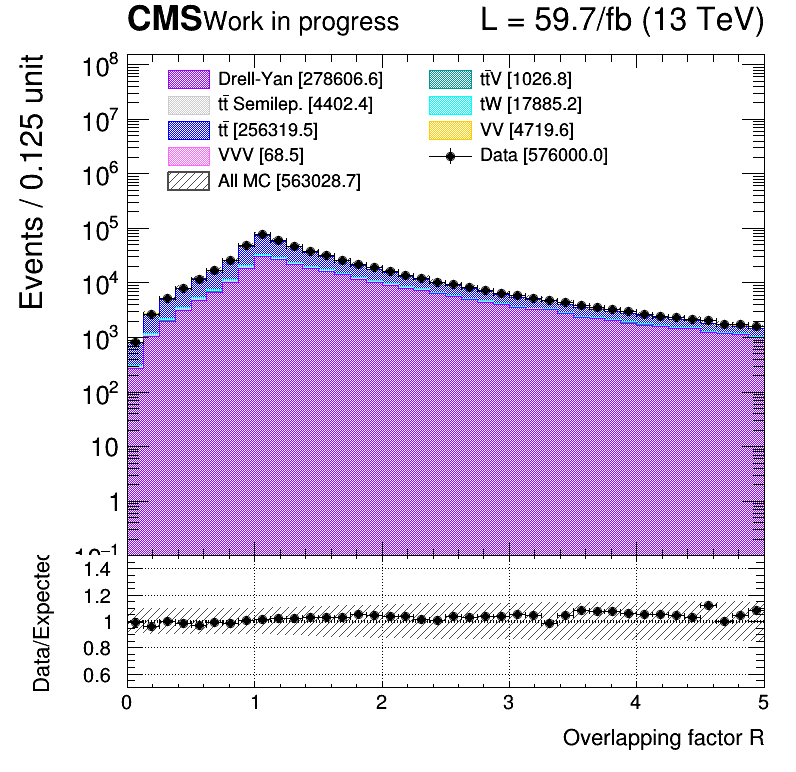 CMS Work in progress L = 59.7/fb (13 TeV)
Events / 0.125 unit
10⁸
10⁷
10⁶
10⁵
10⁴
10³
10²
10
1
10⁻¹
Drell-Yan [278606.6]
tt̄ Semilep. [4402.4]
tt̄ [256319.5]
VVV [68.5]
All MC [563028.7]
tt̄V [1026.8]
tW [17885.2]
VV [4719.6]
Data [576000.0]
Data/Expected
1.4
1.2
1
0.8
0.6
0 1 2 3 4 5
Overlapping factor R